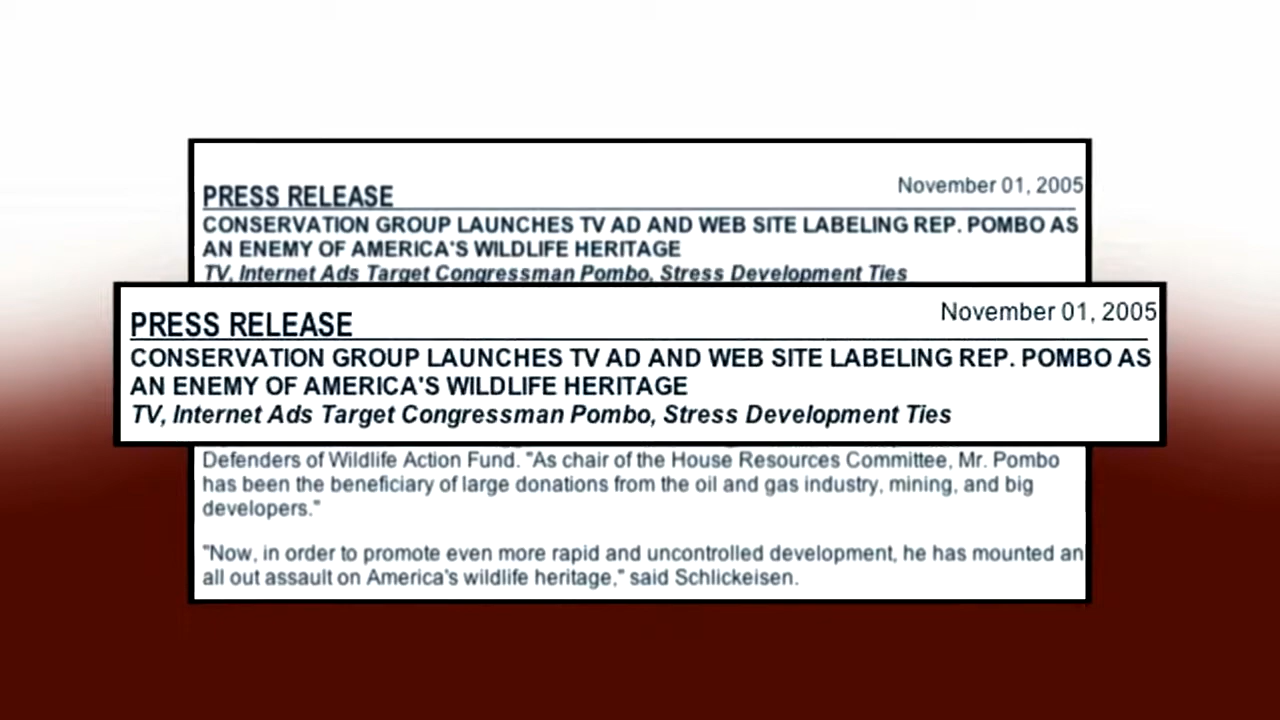 November 01, 2005
PRESS RELEASE
CONSERVATION GROUP LAUNCHES TV AD AND WEB SITE LABELING REP. POMBO AS
AN ENEMY OF AMERICA'S WILDLIFE HERITAGE
TV, Internet Ads Target Congressman Pombo, Stress Development Ties
November 01, 2005
PRESS RELEASE
CONSERVATION GROUP LAUNCHES TV AD AND WEB SITE LABELING REP. POMBO AS
AN ENEMY OF AMERICA'S WILDLIFE HERITAGE
TV, Internet Ads Target Congressman Pombo, Stress Development Ties
Defenders of Wildlife Action Fund. "As chair of the House Resources Committee, Mr. Pombo
has been the beneficiary of large donations from the oil and gas industry, mining, and big
developers."
"Now, in order to promote even more rapid and uncontrolled development, he has mounted an
all out assault on America's wildlife heritage," said Schlickeisen.